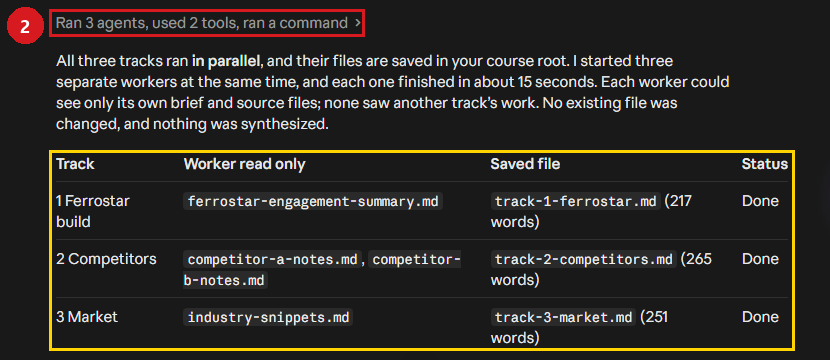 2
Ran 3 agents, used 2 tools, ran a command >
All three tracks ran in parallel, and their files are saved in your course root. I started three
separate workers at the same time, and each one finished in about 15 seconds. Each worker could
see only its own brief and source files; none saw another track’s work. No existing file was
changed, and nothing was synthesized.
Track Worker read only Saved file Status
1 Ferrostar ferrostar-engagement-summary.md track-1-ferrostar.md (217 Done
build words)
2 Competitors competitor-a-notes.md, competitor- track-2-competitors.md (265 Done
b-notes.md words)
3 Market industry-snippets.md track-3-market.md (251 Done
words)